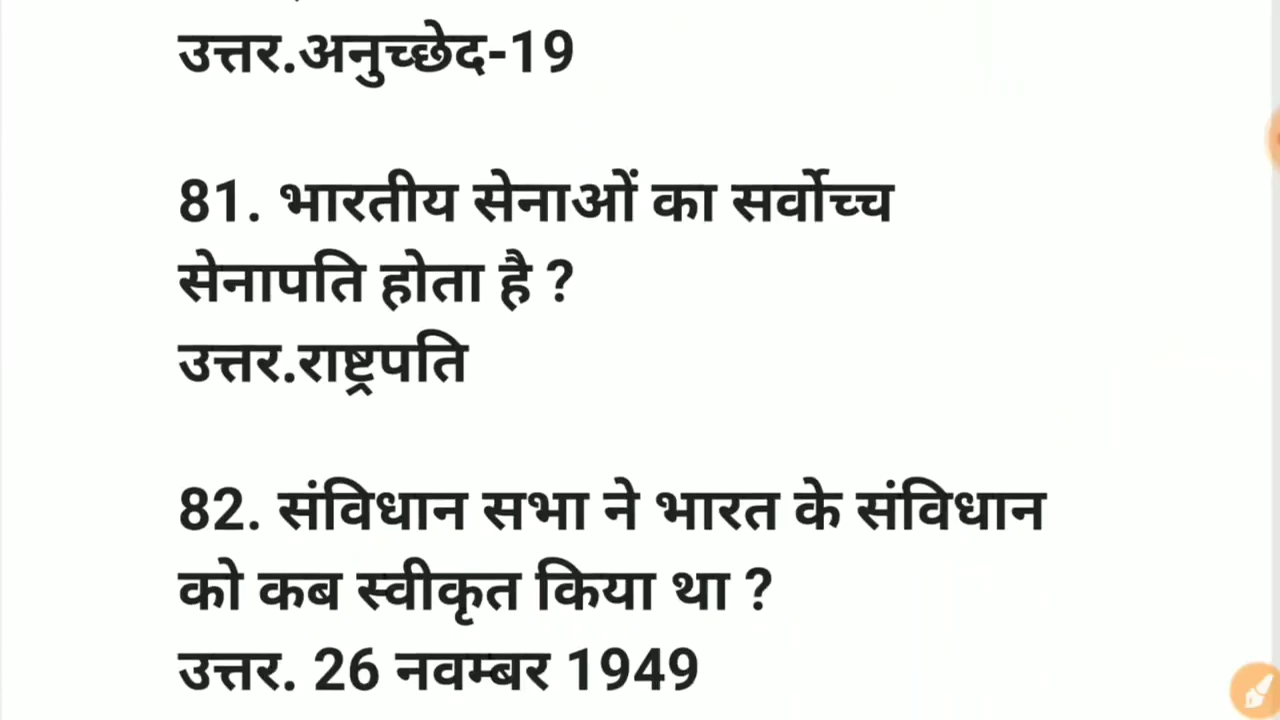 उत्तर.अनुच्छेद-19
81. भारतीय सेनाओं का सर्वोच्च
सेनापति होता है ?
उत्तर.राष्ट्रपति
82. संविधान सभा ने भारत के संविधान
को कब स्वीकृत किया था ?
उत्तर. 26 नवम्बर 1949